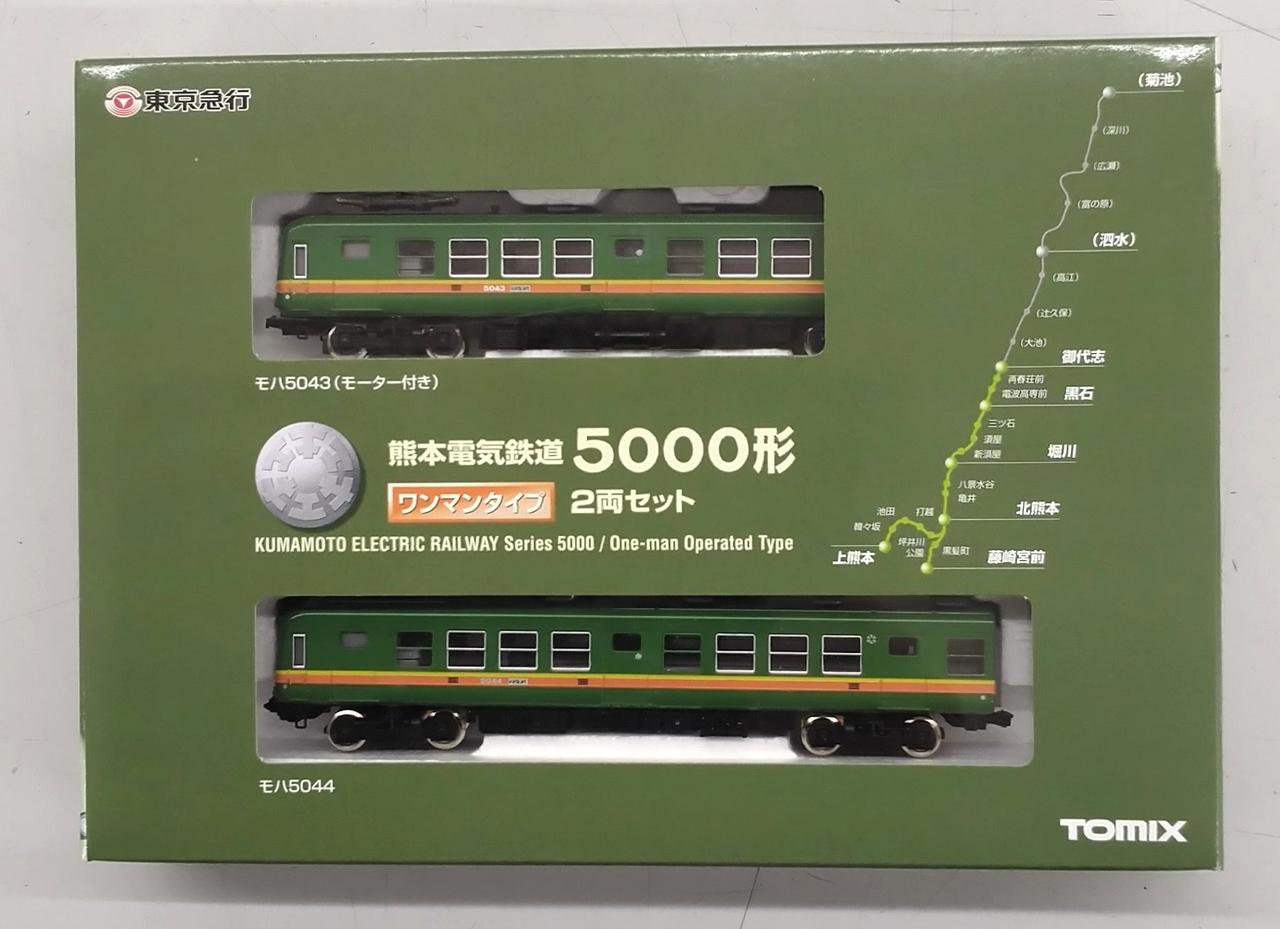 東京急行
5043
モハ5043(モーター付き)
熊本電気鉄道 5000形
ワンマンタイプ 2両セット
KUMAMOTO ELECTRIC RAILWAY Series 5000 / One-man Operated Type
5044
モハ5044
(菊池)
(深川)
(広瀬)
(富の原)
(泗水)
(高江)
(辻久保)
(大池)
御代志
再春荘前
電波高専前
黒石
三ツ石
須屋
新須屋
堀川
八景水谷
亀井
北熊本
池田
打越
韓々坂
坪井川
公園
黒髪町
上熊本
藤崎宮前
TOMIX